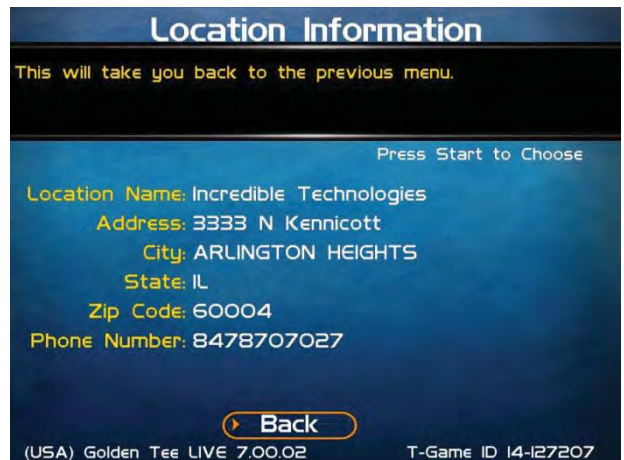 Location Information
This will take you back to the previous menu.
Press Start to Choose
Location Name: Incredible Technologies
Address: 3333 N Kennicott
City: ARLINGTON HEIGHTS
State: IL
Zip Code: 60004
Phone Number: 8478707027
Back
(USA) Golden Tee LIVE 7.00.02 T-Game ID 14-127207